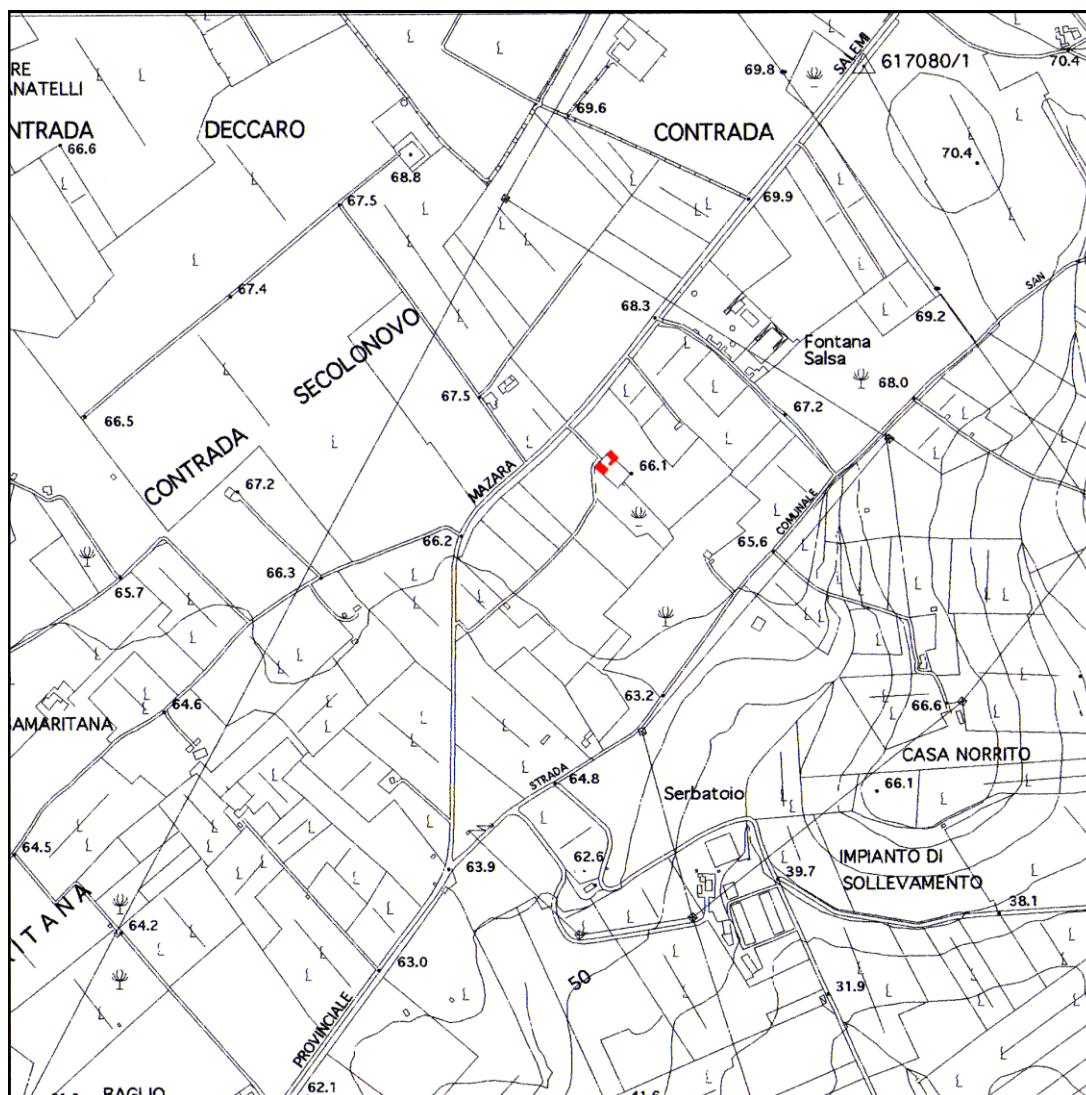 SALEMI
69.8
617080/1
70.4
RE
ANATELLI
NTRADA
66.6
DECCARO
69.6
CONTRADA
70.4
68.8
67.5
69.9
67.4
SAN
68.3
69.2
SECOLONOVO
Fontana
Salsa
68.0
67.5
67.2
66.5
CONTRADA
66.1
67.2
MAZARA
COMUNALE
66.2
65.6
66.3
65.7
63.2
64.6
66.6
SAMARITANA
CASA NORRITO
STRADA
64.8
66.1
Serbatoio
64.5
63.9
62.6
IMPIANTO DI
SOLLEVAMENTO
39.7
38.1
ITANA
64.2
63.0
50
31.9
PROVINCIALE
62.1
BAGLIO
41.6